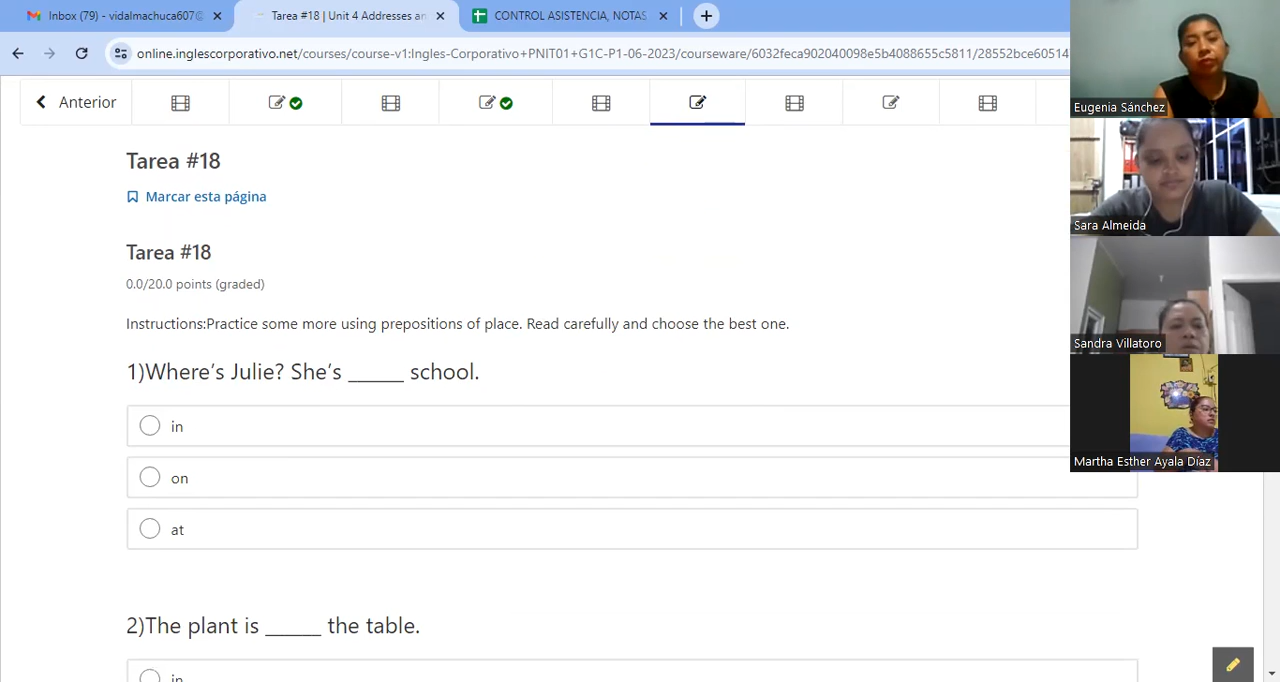 Inbox (79) - vidalmachuca607@
Tarea #18 | Unit 4 Addresses an
CONTROL ASISTENCIA, NOTAS
online.inglescorporativo.net/courses/course-v1:Ingles-Corporativo+PNIT01+G1C-P1-06-2023/courseware/6032feca902040098e5b4088655c5811/28552bce60514
Anterior
Tarea #18
Marcar esta página
Tarea #18
0.0/20.0 points (graded)
Instructions:Practice some more using prepositions of place. Read carefully and choose the best one.
1)Where's Julie? She's _____ school.
in
on
at
2)The plant is _____ the table.
in
Eugenia Sánchez
Sara Almeida
Sandra Villatoro
Martha Esther Ayala Díaz